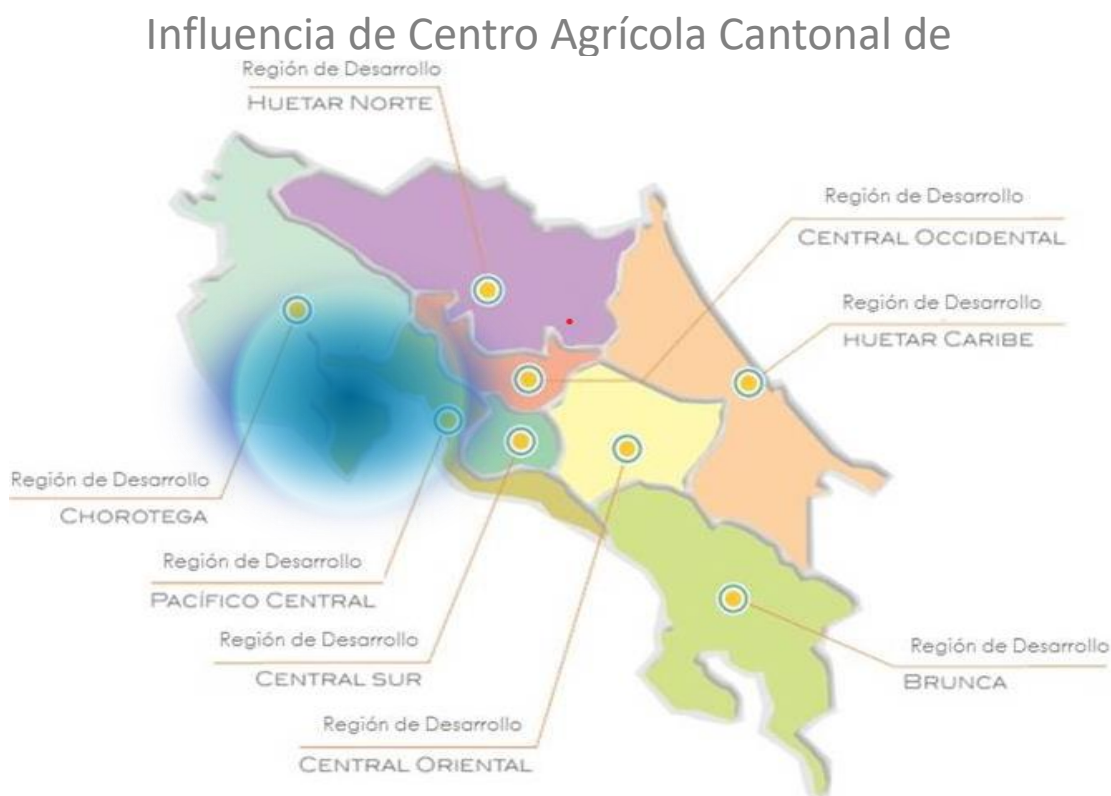 Influencia de Centro Agrícola Cantonal de
Región de Desarrollo
HUETAR NORTE
Región de Desarrollo
CENTRAL OCCIDENTAL
Región de Desarrollo
HUETAR CARIBE
Región de Desarrollo
CHOROTEGA
Región de Desarrollo
PACÍFICO CENTRAL
Región de Desarrollo
CENTRAL SUR
Región de Desarrollo
BRUNCA
Región de Desarrollo
CENTRAL ORIENTAL